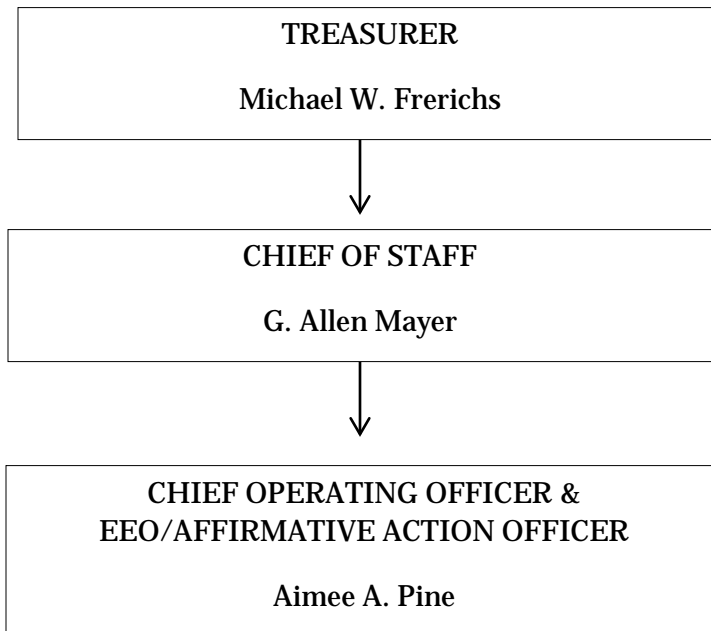 TREASURER
Michael W. Frerichs
CHIEF OF STAFF
G. Allen Mayer
CHIEF OPERATING OFFICER &
EEO/AFFIRMATIVE ACTION OFFICER
Aimee A. Pine